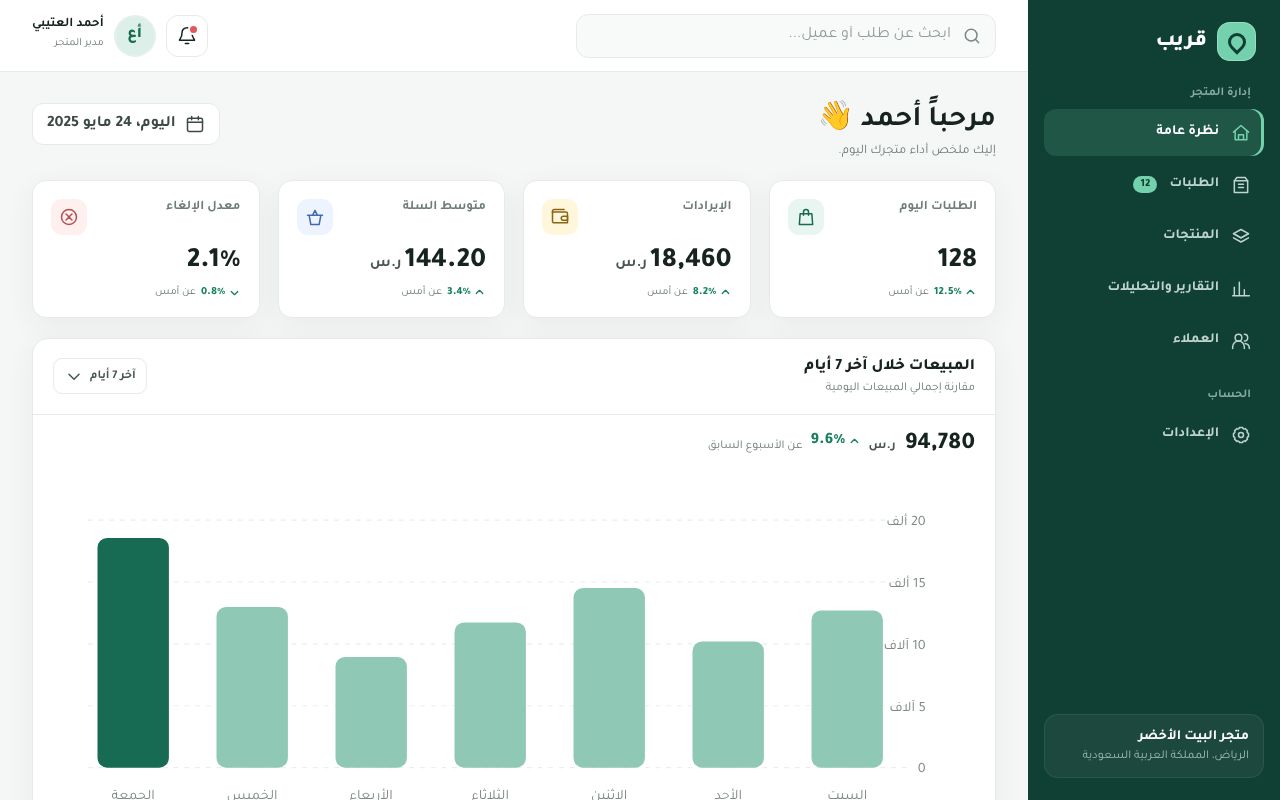 قريب
إدارة المتجر
نظرة عامة
الطلبات 12
المنتجات
التقارير والتحليلات
العملاء
الحساب
الإعدادات
متجر البيت الأخضر
الرياض، المملكة العربية السعودية
ابحث عن طلب أو عميل...
أع
أحمد العتيبي
مدير المتجر
مرحباً أحمد 👋
إليك ملخص أداء متجرك اليوم.
اليوم، 24 مايو 2025
الطلبات اليوم
128
12.5% عن أمس
الإيرادات
18,460 ر.س
8.2% عن أمس
متوسط السلة
144.20 ر.س
3.4% عن أمس
معدل الإلغاء
2.1%
0.8% عن أمس
المبيعات خلال آخر 7 أيام
مقارنة إجمالي المبيعات اليومية
آخر 7 أيام
94,780 ر.س 9.6% عن الأسبوع السابق
20 ألف
15 ألف
10 آلاف
5 آلاف
0
السبت
الأحد
الاثنين
الثلاثاء
الأربعاء
الخميس
الجمعة